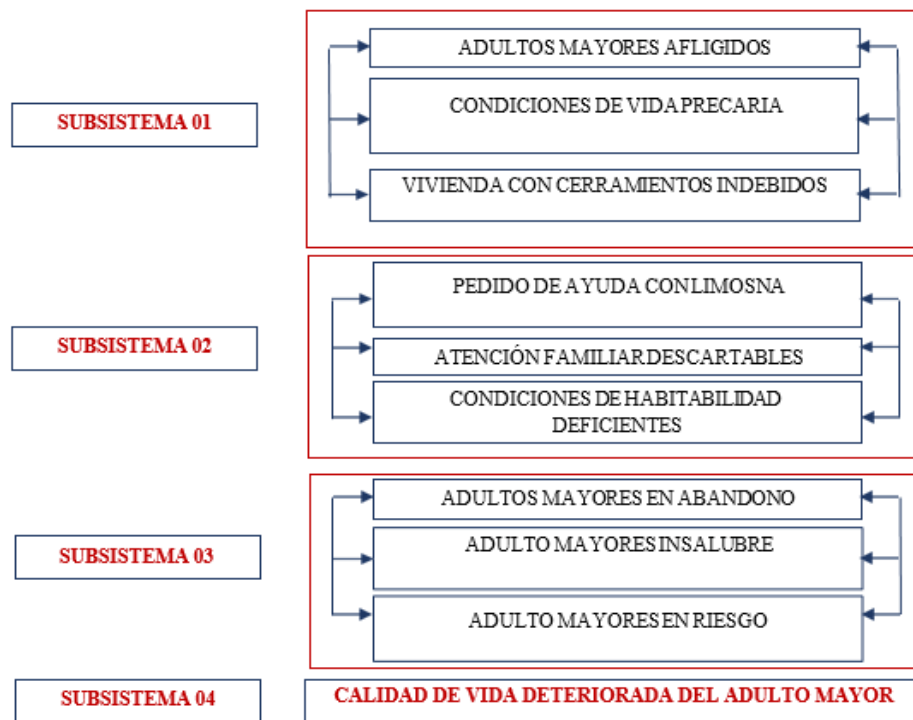 ADULTOS MAYORES AFLIGIDOS
SUBSISTEMA 01
CONDICIONES DE VIDA PRECARIA
VIVIENDA CON CERRAMIENTOS INDEBIDOS
PEDIDO DE AYUDA CON LIMOSNA
SUBSISTEMA 02
ATENCIÓN FAMILIAR DESCARTABLES
CONDICIONES DE HABITABILIDAD
DEFICIENTES
ADULTOS MAYORES EN ABANDONO
SUBSISTEMA 03
ADULTO MAYORES INSALUBRE
ADULTO MAYORES EN RIESGO
SUBSISTEMA 04
CALIDAD DE VIDA DETERIORADA DEL ADULTO MAYOR